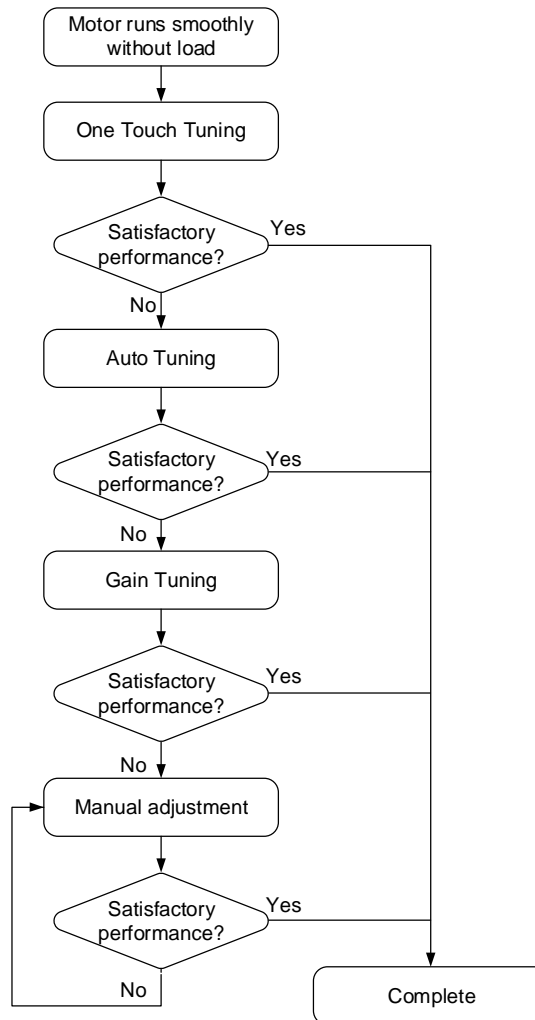 Motor runs smoothly
without load
One Touch Tuning
Satisfactory
performance?
Yes
No
Auto Tuning
Satisfactory
performance?
Yes
No
Gain Tuning
Satisfactory
performance?
Yes
No
Manual adjustment
Satisfactory
performance?
Yes
No
Complete